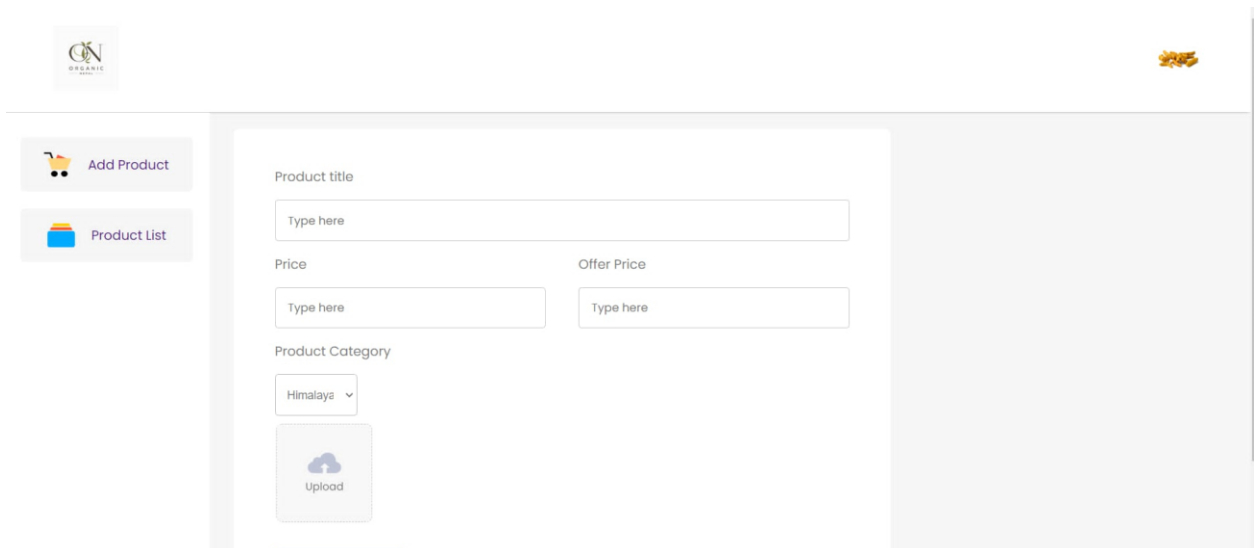 ON
ORGANIC
Add Product
Product List
Product title
Type here
Price
Offer Price
Type here
Type here
Product Category
Himalaya
Upload